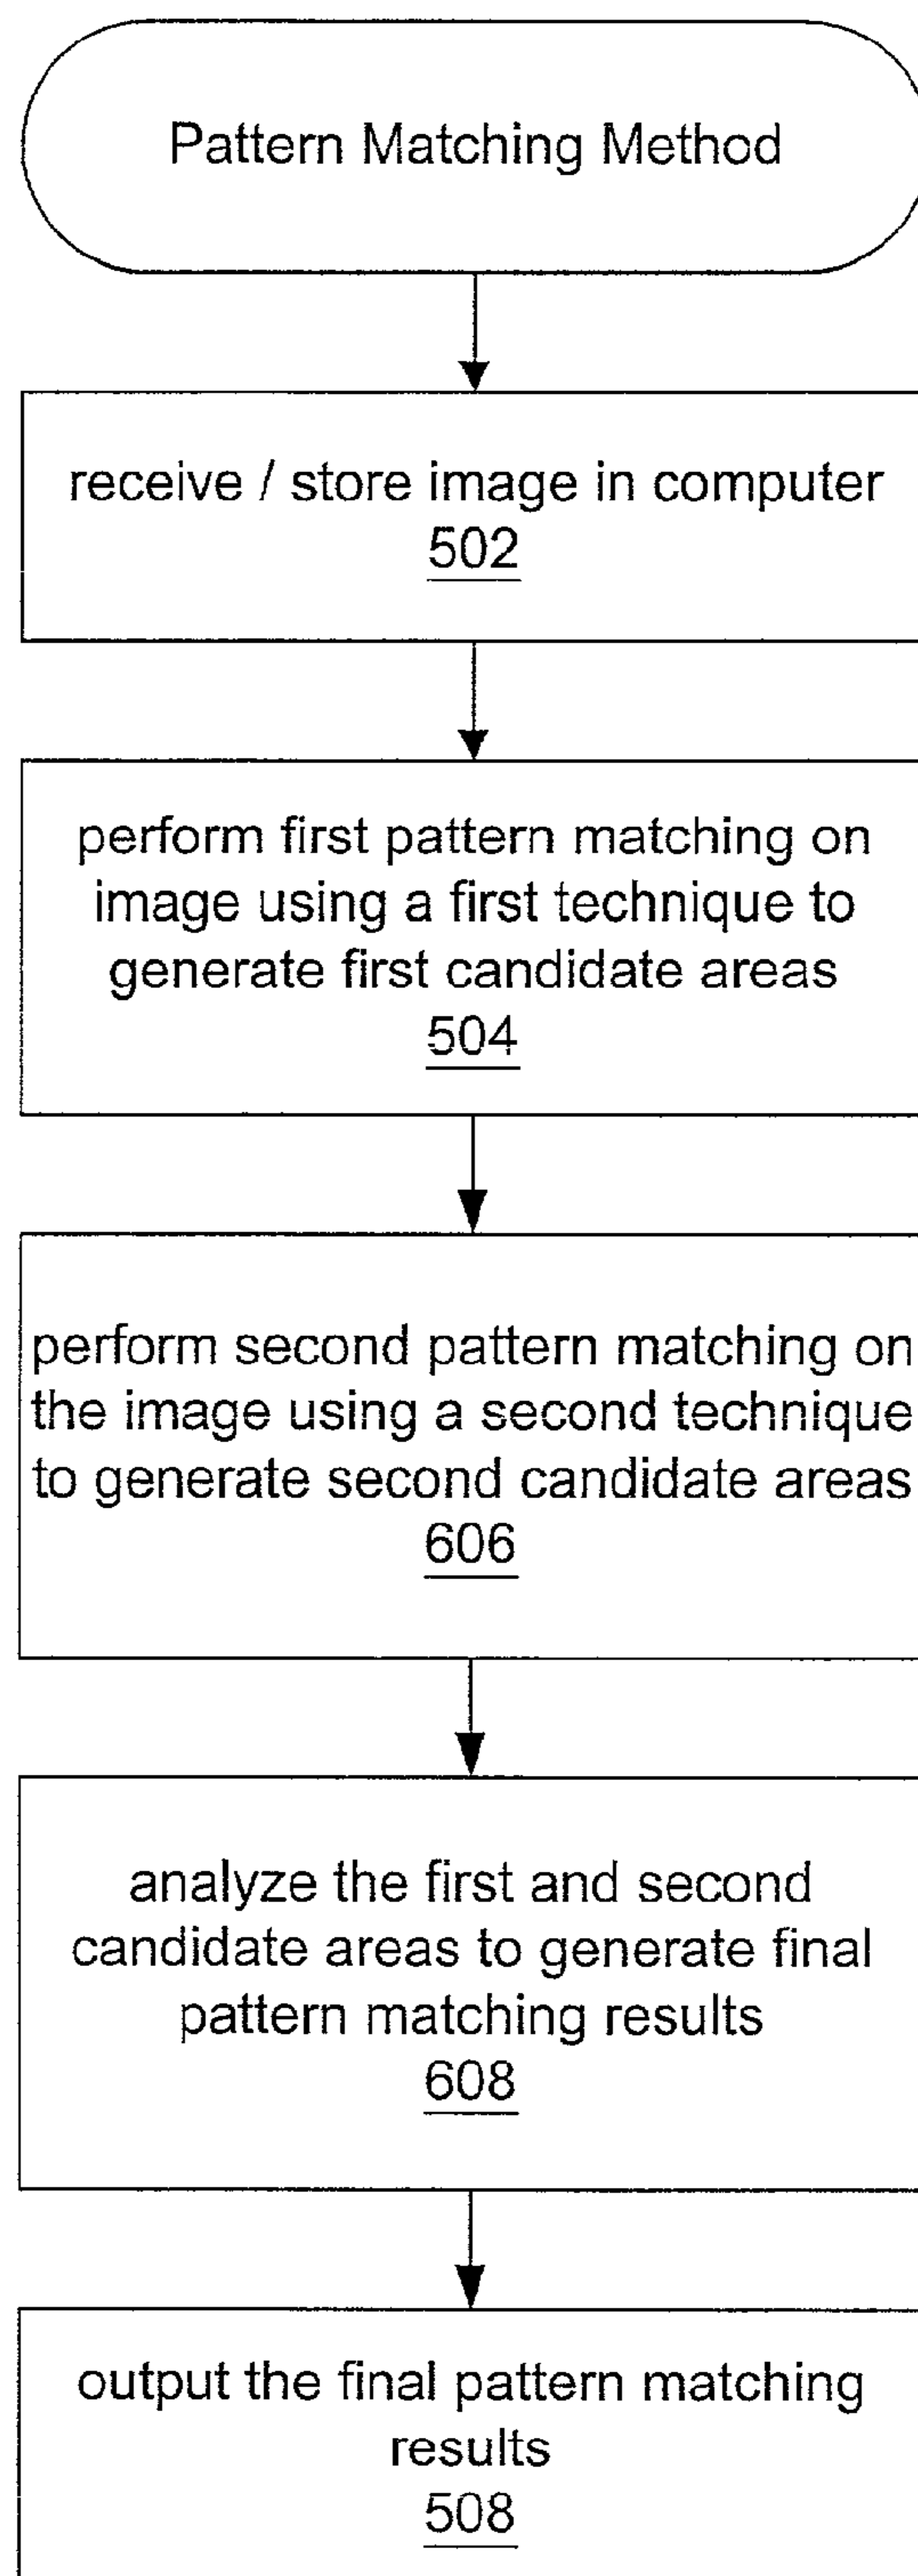 Pattern Matching Method
receive / store image in computer
502
perform first pattern matching on
image using a first technique to
generate first candidate areas
504
perform second pattern matching on
the image using a second technique
to generate second candidate areas
606
analyze the first and second
candidate areas to generate final
pattern matching results
608
output the final pattern matching
results
508